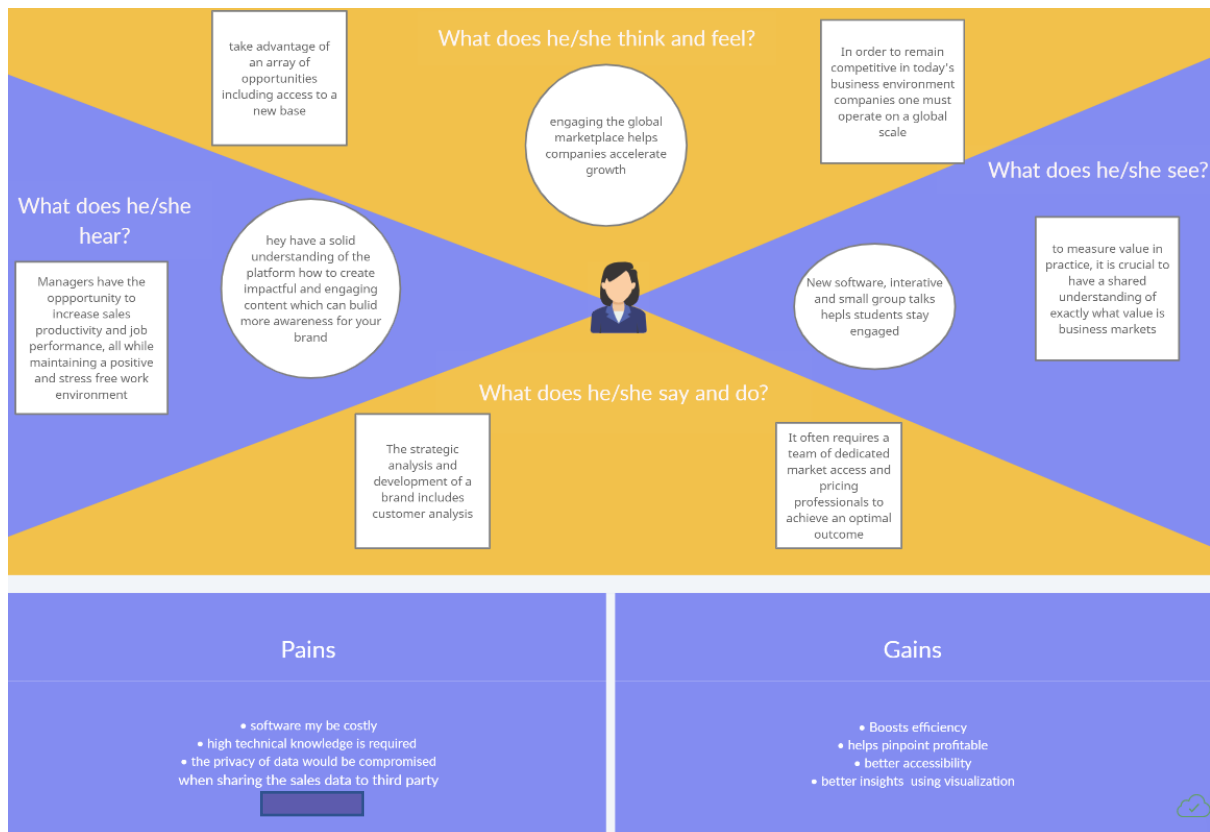 What does he/she think and feel?
take advantage of
an array of
opportunities
including access to a
new base
engaging the global
marketplace helps
companies accelerate
growth
In order to remain
competitive in today's
business environment
companies one must
operate on a global
scale
What does he/she
hear?
Managers have the
oppportunity to
increase sales
productivity and job
performance, all while
maintaining a positive
and stress free work
environment
hey have a solid
understanding of the
platform how to create
impactful and engaging
content which can bulid
more awareness for your
brand
What does he/she see?
New software, interative
and small group talks
hepls students stay
engaged
to measure value in
practice, it is crucial to
have a shared
understanding of
exactly what value is
business markets
What does he/she say and do?
The strategic
analysis and
development of a
brand includes
customer analysis
It often requires a
team of dedicated
market access and
pricing
professionals to
achieve an optimal
outcome
Pains
• software my be costly
• high technical knowledge is required
• the privacy of data would be compromised
when sharing the sales data to third party
Gains
• Boosts efficiency
• helps pinpoint profitable
• better accessibility
• better insights using visualization